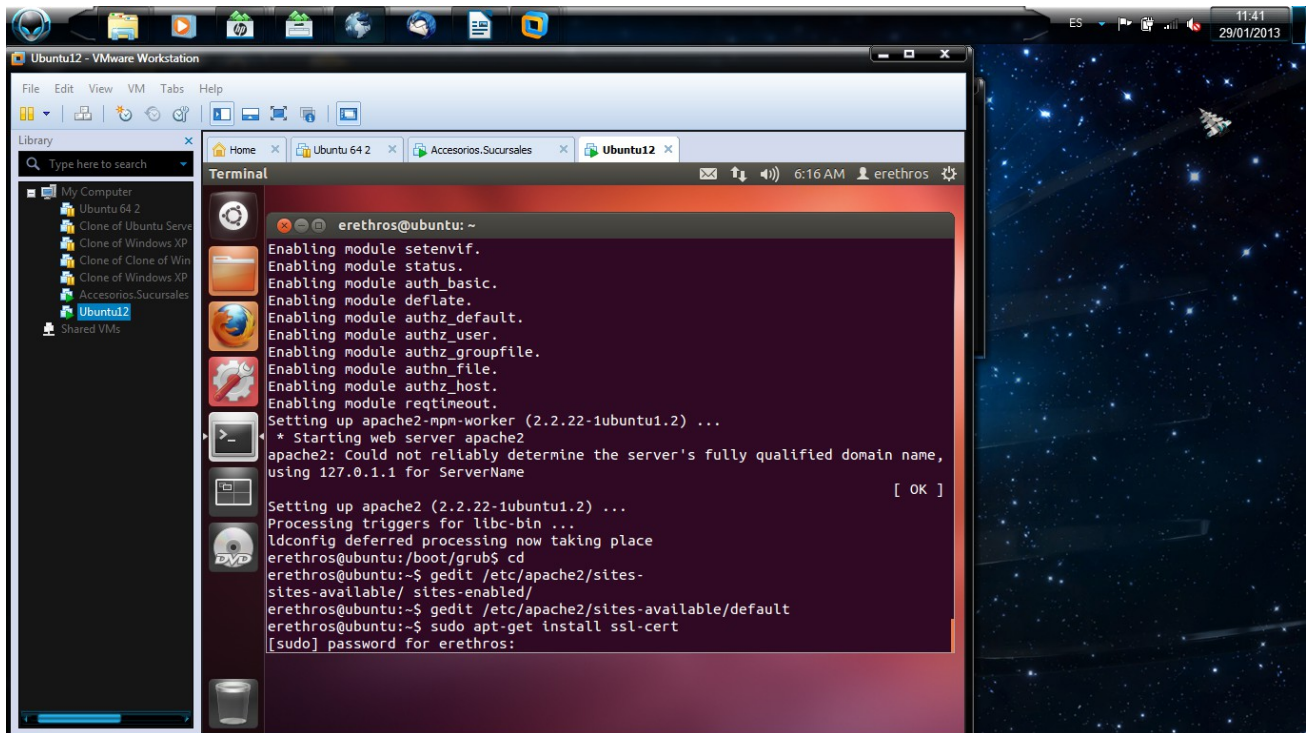 ES
11:41
29/01/2013
Ubuntu12 - VMware Workstation
File Edit View VM Tabs Help
Library
Type here to search
My Computer
Ubuntu 64 2
Clone of Ubuntu Serve
Clone of Windows XP
Clone of Clone of Win
Clone of Windows XP
Accesorios.Sucursales
Ubuntu12
Shared VMs
Home
Ubuntu 64 2
Accesorios.Sucursales
Ubuntu12
Terminal
6:16 AM
erethros
erethros@ubuntu: ~
Enabling module setenvif.
Enabling module status.
Enabling module auth_basic.
Enabling module deflate.
Enabling module authz_default.
Enabling module authz_user.
Enabling module authz_groupfile.
Enabling module authn_file.
Enabling module authz_host.
Enabling module reqtimeout.
Setting up apache2-mpm-worker (2.2.22-1ubuntu1.2) ...
* Starting web server apache2
apache2: Could not reliably determine the server's fully qualified domain name,
using 127.0.1.1 for ServerName
[ OK ]
Setting up apache2 (2.2.22-1ubuntu1.2) ...
Processing triggers for libc-bin ...
ldconfig deferred processing now taking place
erethros@ubuntu:/boot/grub$ cd
erethros@ubuntu:~$ gedit /etc/apache2/sites-
sites-available/ sites-enabled/
erethros@ubuntu:~$ gedit /etc/apache2/sites-available/default
erethros@ubuntu:~$ sudo apt-get install ssl-cert
[sudo] password for erethros:
DVD